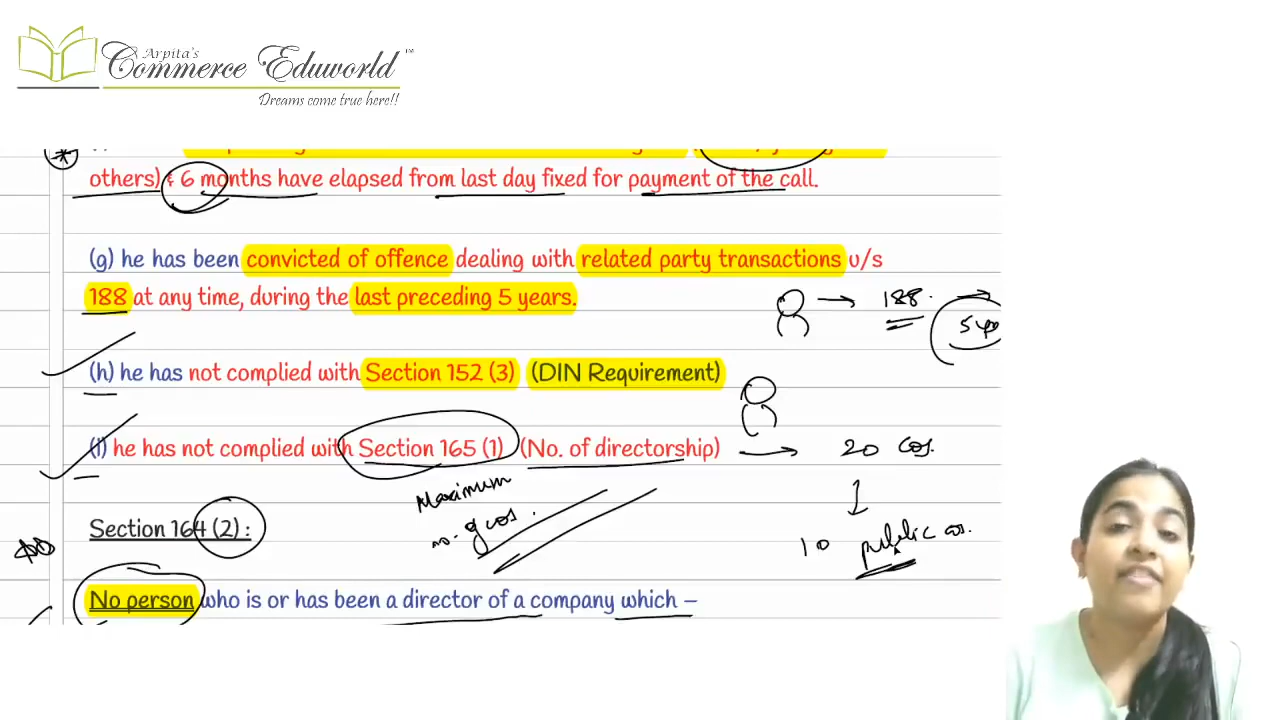 Arpita's
Commerce Eduworld™
Dreams come true here!!
others) & 6 months have elapsed from last day fixed for payment of the call.
(g) he has been convicted of offence dealing with related party transactions u/s
188 at any time, during the last preceding 5 years.
188.
(h) he has not complied with Section 152 (3) (DIN Requirement)
(i) he has not complied with Section 165 (1) (No. of directorship)
20 cos.
Maximum
no. of cos.
Section 164 (2) :
10 public cos.
No person who is or has been a director of a company which –